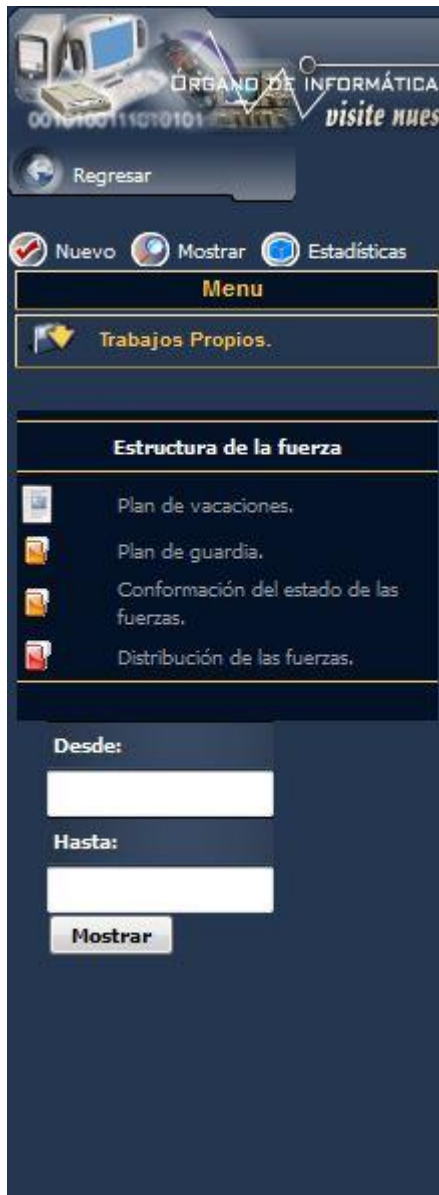 ÓRGANO DE INFORMÁTICA
visite nues
Regresar
Nuevo Mostrar Estadísticas
Menu
Trabajos Propios.
Estructura de la fuerza
Plan de vacaciones.
Plan de guardia.
Conformación del estado de las
fuerzas.
Distribución de las fuerzas.
Desde:
Hasta:
Mostrar